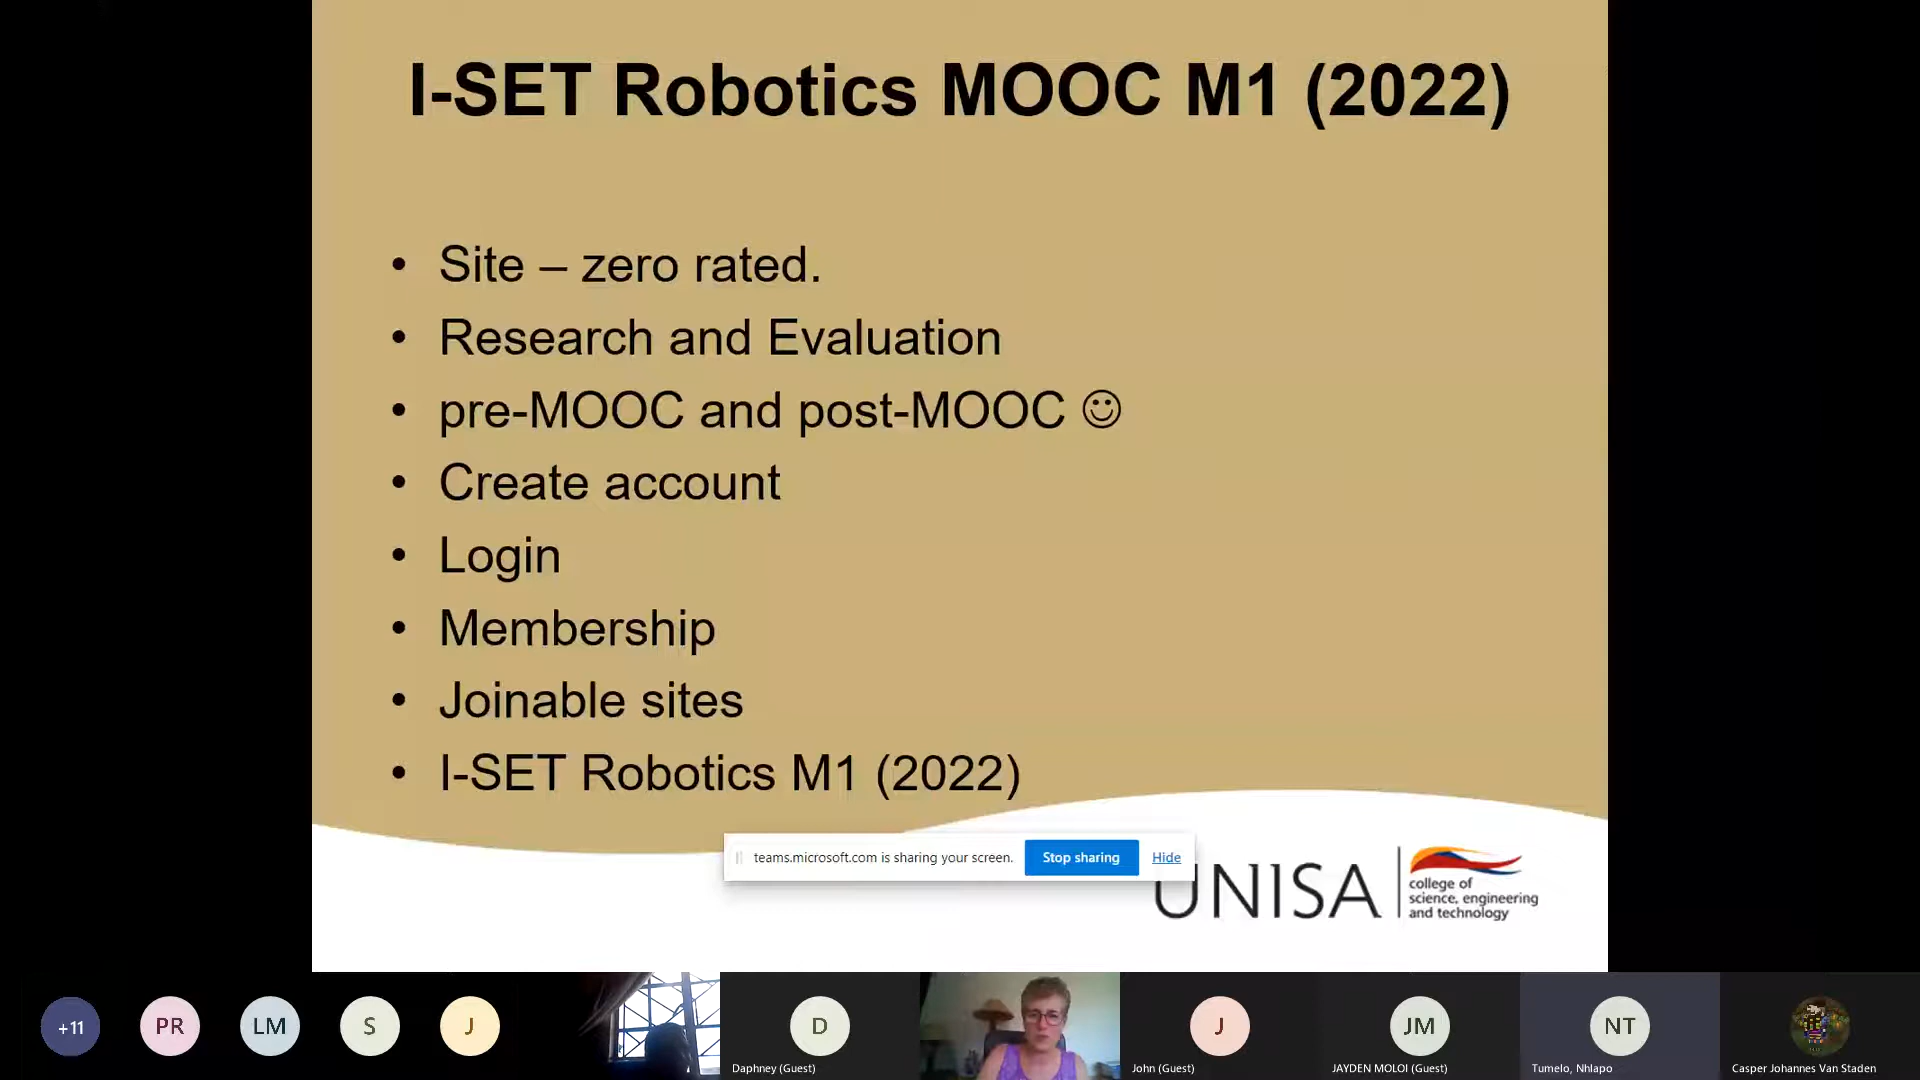 I-SET Robotics MOOC M1 (2022)
• Site – zero rated.
• Research and Evaluation
• pre-MOOC and post-MOOC ☺
• Create account
• Login
• Membership
• Joinable sites
• I-SET Robotics M1 (2022)
teams.microsoft.com is sharing your screen. Stop sharing Hide
UNISA
college of
science, engineering
and technology
+11 PR LM S J D J JM NT
Daphney (Guest) John (Guest) JAYDEN MOLOI (Guest) Tumelo, Nhlapo Casper Johannes Van Staden